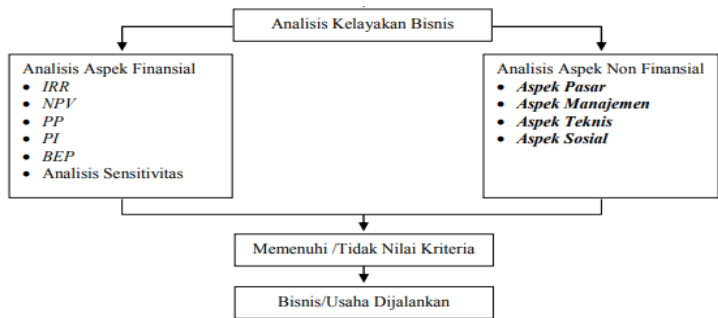 Analisis Kelayakan Bisnis
Analisis Aspek Finansial
• IRR
• NPV
• PP
• PI
• BEP
• Analisis Sensitivitas
Analisis Aspek Non Finansial
• Aspek Pasar
• Aspek Manajemen
• Aspek Teknis
• Aspek Sosial
Memenuhi /Tidak Nilai Kriteria
Bisnis/Usaha Dijalankan